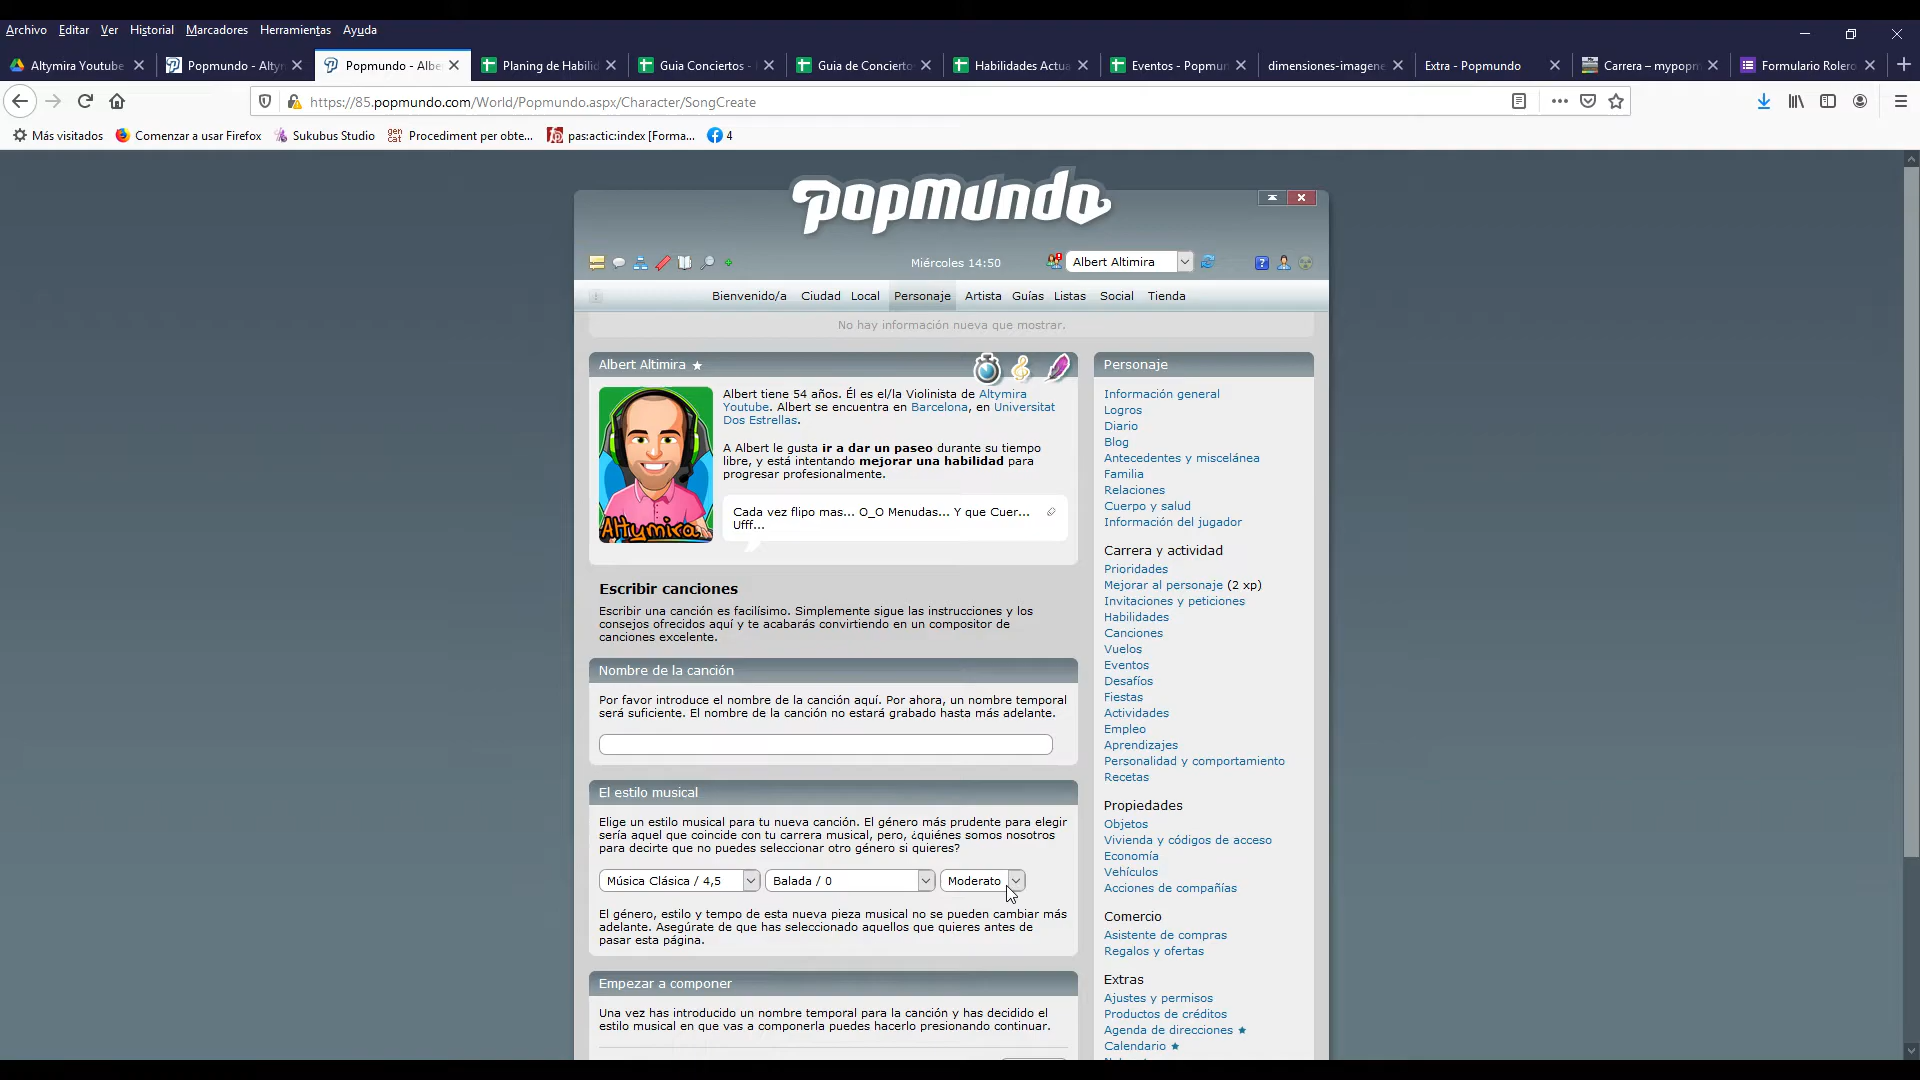 Archivo Editar Ver Historial Marcadores Herramientas Ayuda
Altymira Youtube
Popmundo - Altyn
Popmundo - Albe
Planing de Habilid
Guia Conciertos -
Guia de Concierto
Habilidades Actua
Eventos - Popmun
dimensiones-imagene
Extra - Popmundo
Carrera – mypopm
Formulario Rolero
https://85.popmundo.com/World/Popmundo.aspx/Character/SongCreate
Más visitados
Comenzar a usar Firefox
Sukubus Studio
Procediment per obte...
pas:actic:index [Forma...
4
popmundo
Miércoles 14:50
Albert Altimira
Bienvenido/a Ciudad Local Personaje Artista Guías Listas Social Tienda
No hay información nueva que mostrar.
Albert Altimira
Altymira
Albert tiene 54 años. Él es el/la Violinista de Altymira
Youtube. Albert se encuentra en Barcelona, en Universitat
Dos Estrellas.
A Albert le gusta ir a dar un paseo durante su tiempo
libre, y está intentando mejorar una habilidad para
progresar profesionalmente.
Cada vez flipo mas... O_O Menudas... Y que Cuer...
Ufff...
Escribir canciones
Escribir una canción es facilísimo. Simplemente sigue las instrucciones y los
consejos ofrecidos aquí y te acabarás convirtiendo en un compositor de
canciones excelente.
Nombre de la canción
Por favor introduce el nombre de la canción aquí. Por ahora, un nombre temporal
será suficiente. El nombre de la canción no estará grabado hasta más adelante.
El estilo musical
Elige un estilo musical para tu nueva canción. El género más prudente para elegir
sería aquel que coincide con tu carrera musical, pero, ¿quiénes somos nosotros
para decirte que no puedes seleccionar otro género si quieres?
Música Clásica / 4,5
Balada / 0
Moderato
El género, estilo y tempo de esta nueva pieza musical no se pueden cambiar más
adelante. Asegúrate de que has seleccionado aquellos que quieres antes de
pasar esta página.
Empezar a componer
Una vez has introducido un nombre temporal para la canción y has decidido el
estilo musical en que vas a componerla puedes hacerlo presionando continuar.
Personaje
Información general
Logros
Diario
Blog
Antecedentes y miscelánea
Familia
Relaciones
Cuerpo y salud
Información del jugador
Carrera y actividad
Prioridades
Mejorar al personaje (2 xp)
Invitaciones y peticiones
Habilidades
Canciones
Vuelos
Eventos
Desafíos
Fiestas
Actividades
Empleo
Aprendizajes
Personalidad y comportamiento
Recetas
Propiedades
Objetos
Vivienda y códigos de acceso
Economía
Vehículos
Acciones de compañías
Comercio
Asistente de compras
Regalos y ofertas
Extras
Ajustes y permisos
Productos de créditos
Agenda de direcciones
Calendario